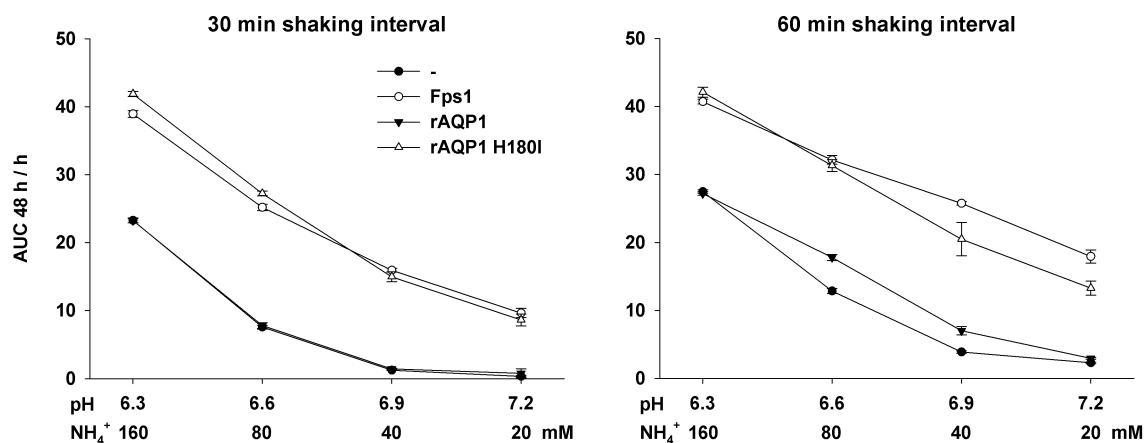 30 min shaking interval
60 min shaking interval
AUC 48 h / h
50
40
30
20
10
0
-
Fps1
rAQP1
rAQP1 H180I
pH 6.3 6.6 6.9 7.2
NH₄⁺ 160 80 40 20 mM
50
40
30
20
10
0
pH 6.3 6.6 6.9 7.2
NH₄⁺ 160 80 40 20 mM